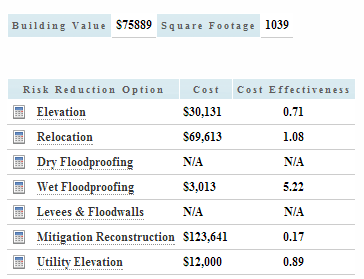 Building Value $75889 Square Footage 1039
Risk Reduction Option Cost Cost Effectiveness
Elevation $30,131 0.71
Relocation $69,613 1.08
Dry Floodproofing N/A N/A
Wet Floodproofing $3,013 5.22
Levees & Floodwalls N/A N/A
Mitigation Reconstruction $123,641 0.17
Utility Elevation $12,000 0.89